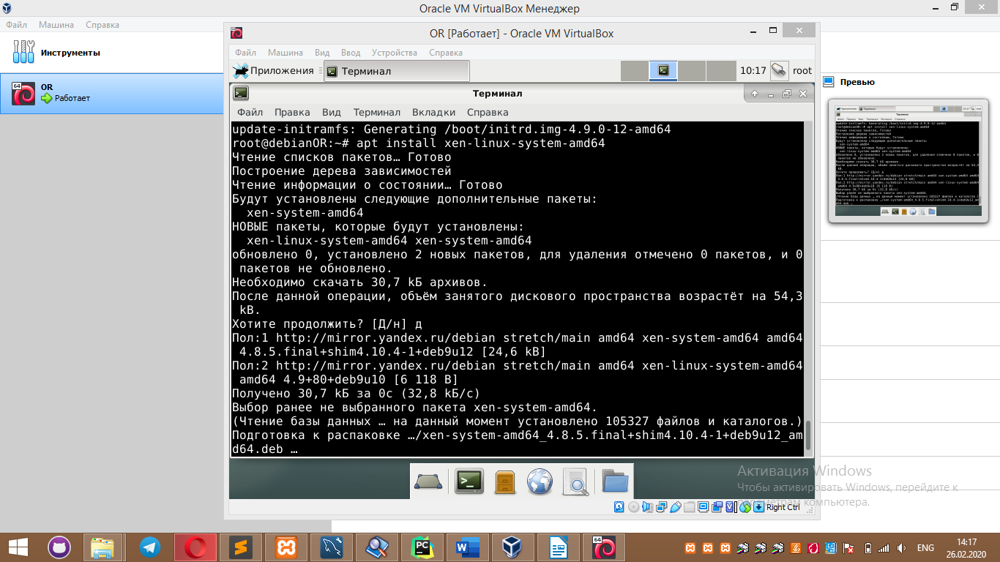 Oracle VM VirtualBox Менеджер
Файл Машина Справка
Инструменты
64
OR
Работает
OR [Работает] - Oracle VM VirtualBox
Файл Машина Вид Ввод Устройства Справка
Приложения Терминал 10:17 root
Терминал
Файл Правка Вид Терминал Вкладки Справка
update-initramfs: Generating /boot/initrd.img-4.9.0-12-amd64
root@debianOR:~# apt install xen-linux-system-amd64
Чтение списков пакетов… Готово
Построение дерева зависимостей
Чтение информации о состоянии… Готово
Будут установлены следующие дополнительные пакеты:
xen-system-amd64
НОВЫЕ пакеты, которые будут установлены:
xen-linux-system-amd64 xen-system-amd64
обновлено 0, установлено 2 новых пакетов, для удаления отмечено 0 пакетов, и 0
пакетов не обновлено.
Необходимо скачать 30,7 kБ архивов.
После данной операции, объём занятого дискового пространства возрастёт на 54,3
kB.
Хотите продолжить? [Д/н] д
Пол:1 http://mirror.yandex.ru/debian stretch/main amd64 xen-system-amd64 amd64
4.8.5.final+shim4.10.4-1+deb9u12 [24,6 kB]
Пол:2 http://mirror.yandex.ru/debian stretch/main amd64 xen-linux-system-amd64
amd64 4.9+80+deb9u10 [6 118 B]
Получено 30,7 kБ за 0с (32,8 kБ/c)
Выбор ранее не выбранного пакета xen-system-amd64.
(Чтение базы данных … на данный момент установлено 105327 файлов и каталогов.)
Подготовка к распаковке …/xen-system-amd64_4.8.5.final+shim4.10.4-1+deb9u12_am
d64.deb …
Превью
Активация Windows
Чтобы активировать Windows, перейдите к
параметрам компьютера.
Right Ctrl
PC
W
64
ENG
14:17
26.02.2020